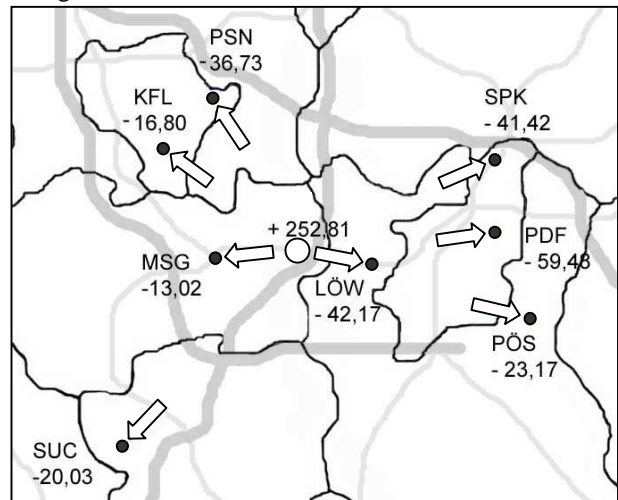 PSN
-36,73
KFL
-16,80
SPK
- 41,42
+ 252,81
MSG
-13,02
LÖW
- 42,17
PDF
- 59,48
PÖS
- 23,17
SUC
-20,03